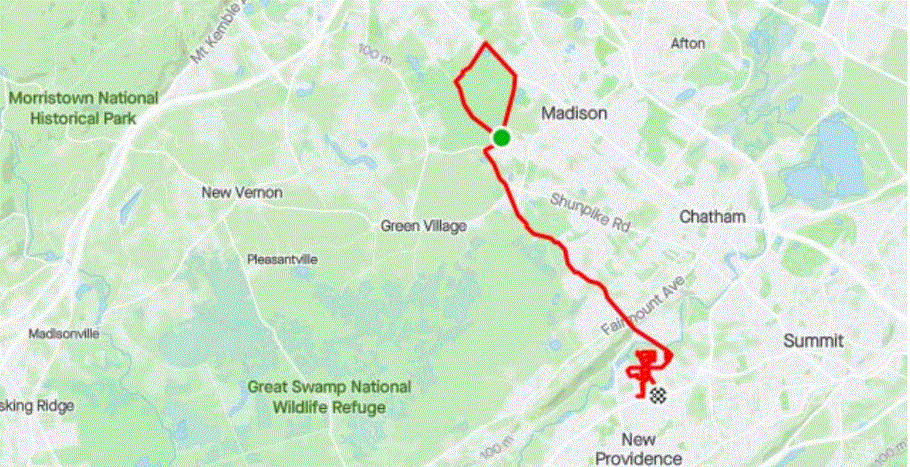 Mt Kemble A
Afton
100 m
Morristown National
Historical Park
Madison
New Vernon
Shunpike Rd
Chatham
Green Village
Pleasantville
Fairmount Ave
Madisonville
Summit
Great Swamp National
Wildlife Refuge
sking Ridge
100 m
New
Providence
100 m